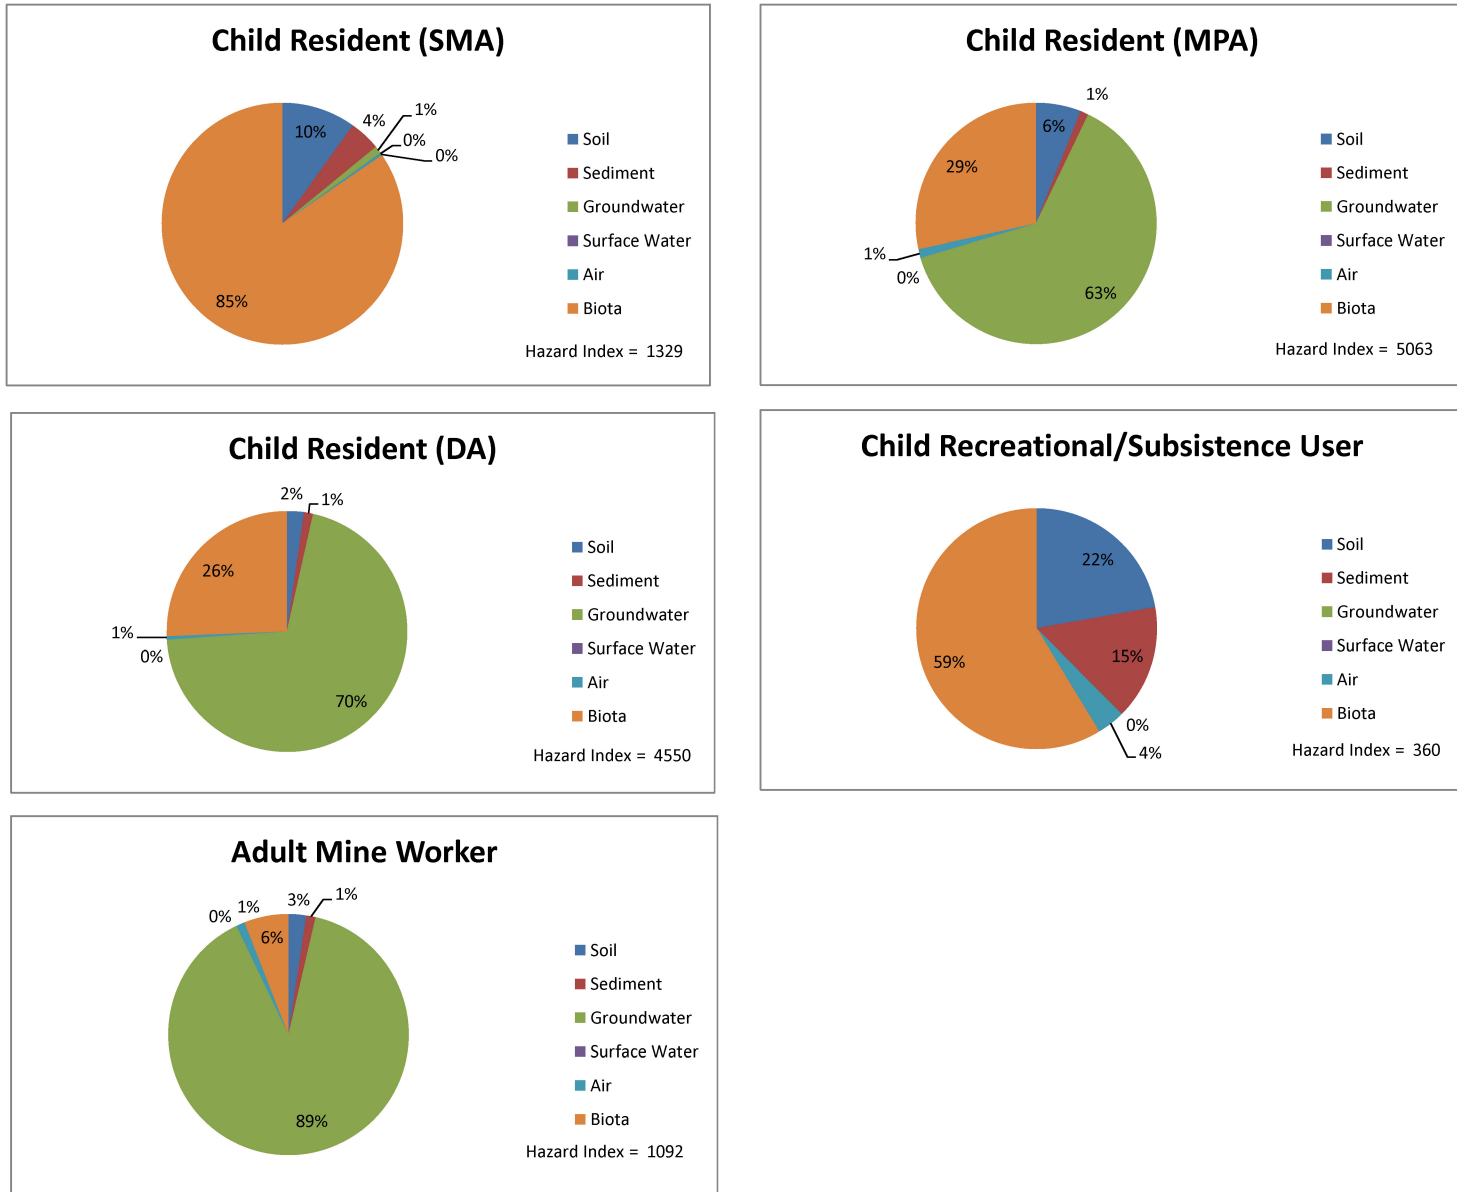 Child Resident (SMA)
10%
4%
1%
0%
0%
85%
Soil
Sediment
Groundwater
Surface Water
Air
Biota
Hazard Index = 1329
Child Resident (MPA)
6%
1%
63%
0%
1%
29%
Soil
Sediment
Groundwater
Surface Water
Air
Biota
Hazard Index = 5063
Child Resident (DA)
2%
1%
70%
0%
1%
26%
Soil
Sediment
Groundwater
Surface Water
Air
Biota
Hazard Index = 4550
Child Recreational/Subsistence User
22%
15%
0%
4%
59%
Soil
Sediment
Groundwater
Surface Water
Air
Biota
Hazard Index = 360
Adult Mine Worker
3%
1%
89%
0%
1%
6%
Soil
Sediment
Groundwater
Surface Water
Air
Biota
Hazard Index = 1092